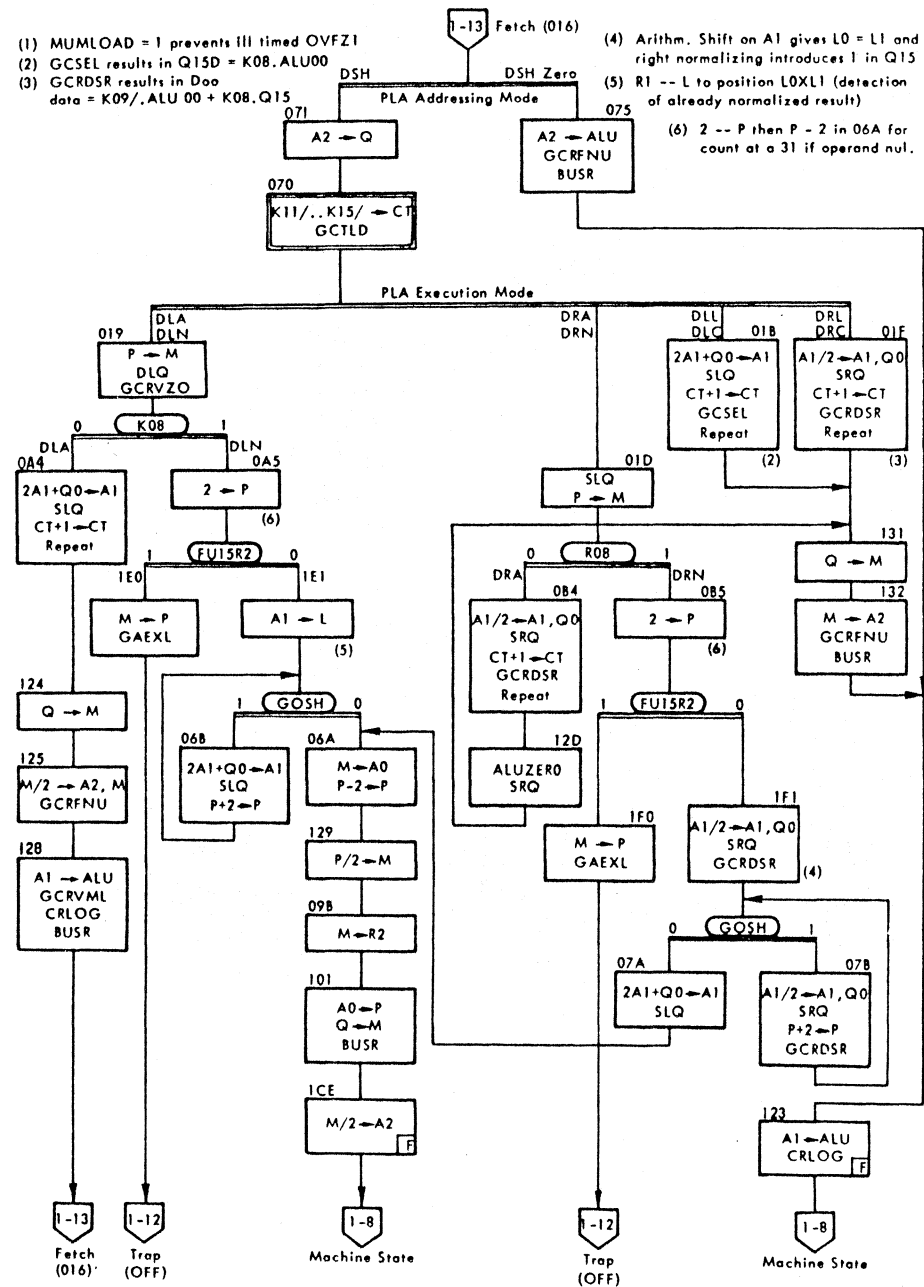 1-13 Fetch (016)
(1) MUMLOAD = 1 prevents ill timed OVFZ1
(2) GCSEL results in Q15D = K08.ALU00
(3) GCRDSR results in Doo
data = K09/.ALU 00 + K08.Q15
(4) Arithm. Shift on A1 gives L0 = L1 and
right normalizing introduces 1 in Q15
(5) R1 -- L to position L0XL1 (detection
of already normalized result)
(6) 2 -- P then P - 2 in 06A for
count at a 31 if operand nul.
DSH
DSH Zero
PLA Addressing Mode
071
A2 → Q
075
A2 → ALU
GCRFNU
BUSR
070
K11/..K15/ → CT
GCTLD
PLA Execution Mode
DLA
DLN
019
P → M
DLQ
GCRVZO
DRA
DRN
DLL
DLC
01B
2A1+Q0→A1
SLQ
CT+1→CT
GCSEL
Repeat
(2)
DRL
DRC
01F
A1/2→A1,Q0
SRQ
CT+1→CT
GCRDSR
Repeat
(3)
0 K08 1
DLA
DLN
0A4
2A1+Q0→A1
SLQ
CT+1→CT
Repeat
0A5
2 → P
(6)
01D
SLQ
P → M
1 FU15R2 0
1E0
M → P
GAEXL
1E1
A1 → L
(5)
0 R08 1
DRA
DRN
0B4
A1/2→A1,Q0
SRQ
CT+1→CT
GCRDSR
Repeat
0B5
2 → P
(6)
131
Q → M
132
M → A2
GCRFNU
BUSR
124
Q → M
1 GOSH 0
06B
2A1+Q0→A1
SLQ
P+2→P
06A
M→A0
P-2→P
12D
ALUZERO
SRQ
1 FU15R2 0
125
M/2 → A2, M
GCRFNU
1F0
M → P
GAEXL
1F1
A1/2→A1,Q0
SRQ
GCRDSR
(4)
128
A1 → ALU
GCRVML
CRLOG
BUSR
129
P/2→M
09B
M→R2
0 GOSH 1
07A
2A1+Q0→A1
SLQ
07B
A1/2→A1,Q0
SRQ
P+2→P
GCRDSR
101
A0→P
Q→M
BUSR
1CE
M/2→A2
F
123
A1→ALU
CRLOG
F
1-13
Fetch
(016)
1-12
Trap
(OFF)
1-8
Machine State
1-12
Trap
(OFF)
1-8
Machine State